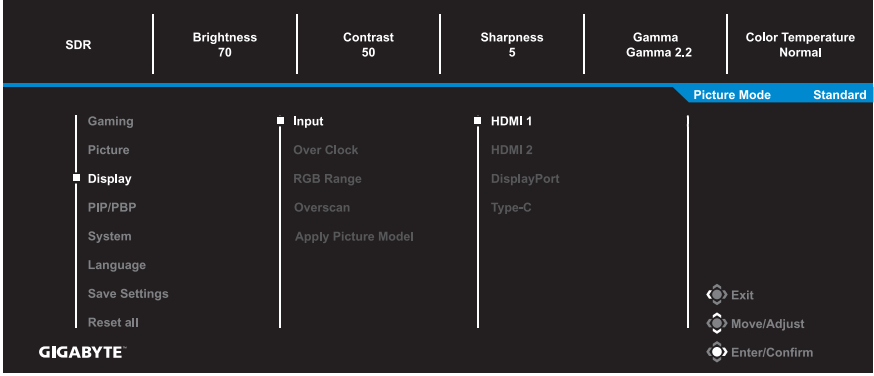 SDR
Brightness
70
Contrast
50
Sharpness
5
Gamma
Gamma 2.2
Color Temperature
Normal
Picture Mode Standard
Gaming
Picture
Display
PIP/PBP
System
Language
Save Settings
Reset all
Input
Over Clock
RGB Range
Overscan
Apply Picture Model
HDMI 1
HDMI 2
DisplayPort
Type-C
Exit
Move/Adjust
Enter/Confirm
GIGABYTE™